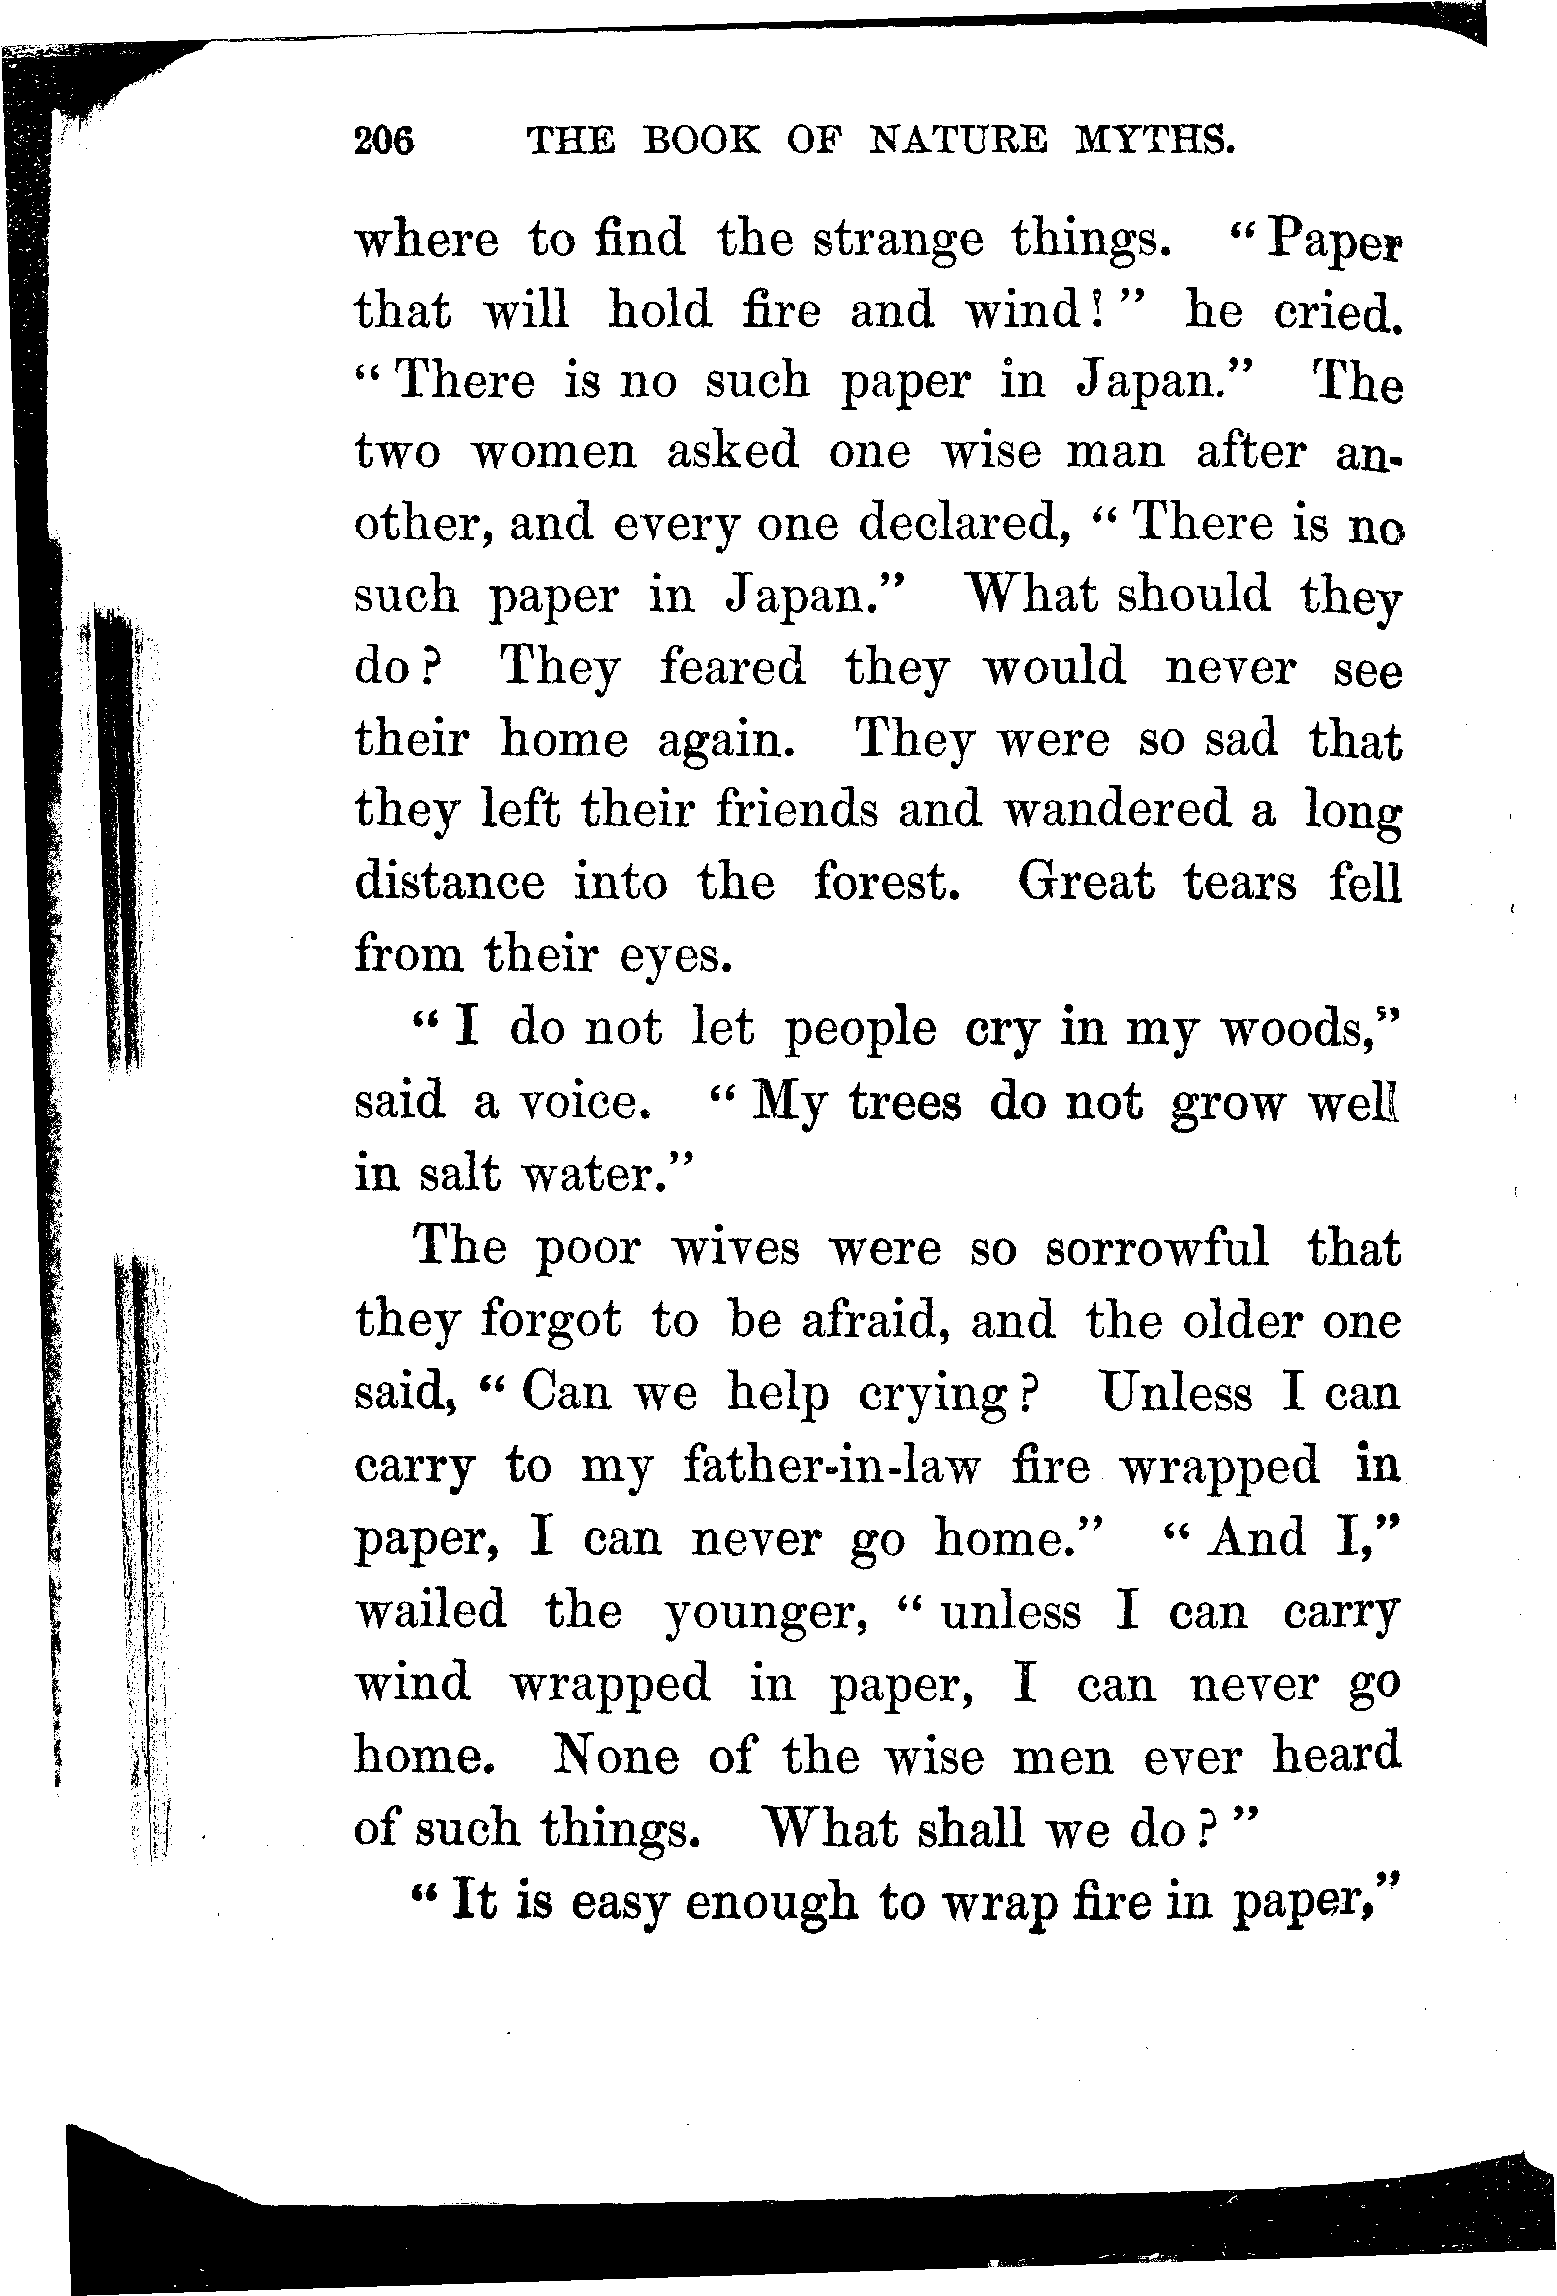 206 THE BOOK OF NATURE MYTHS.
where to find the strange things. "Paper
that will hold fire and wind!" he cried.
"There is no such paper in Japan." The
two women asked one wise man after an-
other, and every one declared, "There is no
such paper in Japan." What should they
do? They feared they would never see
their home again. They were so sad that
they left their friends and wandered a long
distance into the forest. Great tears fell
from their eyes.
"I do not let people cry in my woods,"
said a voice. "My trees do not grow well
in salt water."
The poor wives were so sorrowful that
they forgot to be afraid, and the older one
said, "Can we help crying? Unless I can
carry to my father-in-law fire wrapped in
paper, I can never go home." "And I,"
wailed the younger, "unless I can carry
wind wrapped in paper, I can never go
home. None of the wise men ever heard
of such things. What shall we do?"
"It is easy enough to wrap fire in paper,"